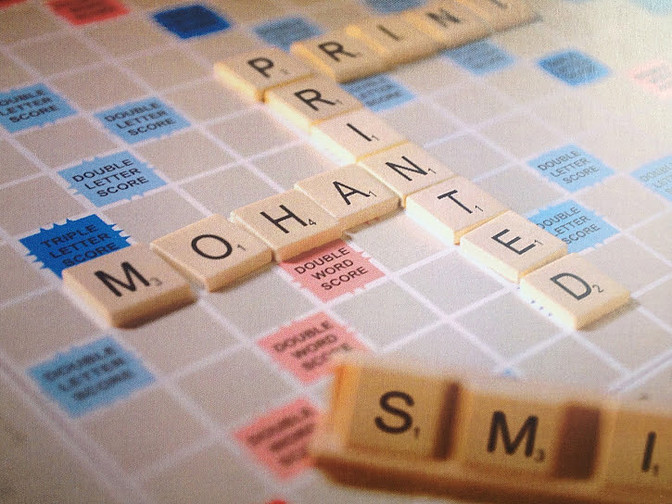 PRINT
PRINTED
DOUBLE
LETTER
SCORE
DOUBLE
LETTER
SCORE
DOUBLE
LETTER
SCORE
DOUBLE
LETTER
SCORE
TRIPLE
LETTER
SCORE
MOHAN
DOUBLE
WORD
SCORE
DOUBLE
WORD
SCORE
DOUBLE
LETTER
SCORE
SMI